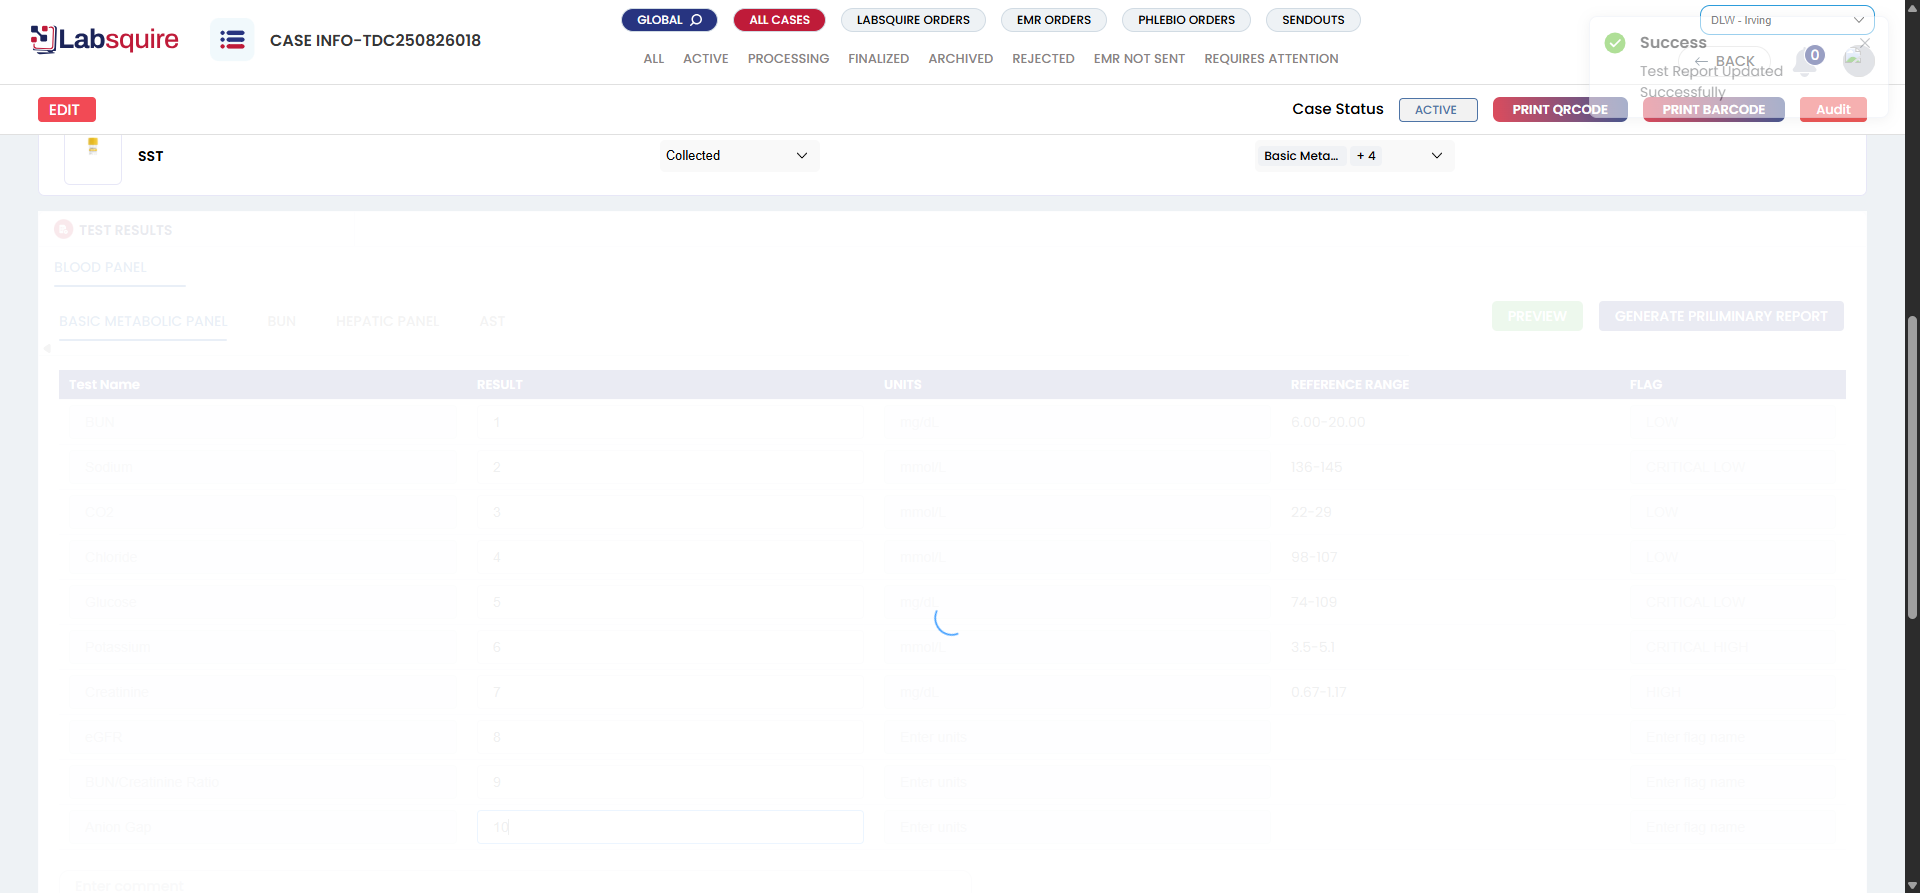 Labsquire
CASE INFO-TDC250826018
GLOBAL
ALL CASES
LABSQUIRE ORDERS
EMR ORDERS
PHLEBIO ORDERS
SENDOUTS
ALL
ACTIVE
PROCESSING
FINALIZED
ARCHIVED
REJECTED
EMR NOT SENT
REQUIRES ATTENTION
DLW - Irving
Success
Test Report Updated
Successfully
BACK
0
EDIT
Case Status
ACTIVE
PRINT QRCODE
PRINT BARCODE
Audit
SST
Collected
Basic Meta...
+ 4
TEST RESULTS
BLOOD PANEL
BASIC METABOLIC PANEL
BUN
HEPATIC PANEL
AST
PREVIEW
GENERATE PRILIMINARY REPORT
Test Name RESULT UNITS REFERENCE RANGE FLAG
BUN 1 mg/dL 6.00-20.00 LOW
Sodium 2 mmol/L 136-145 CRITICAL LOW
CO2 3 mmol/L 22-29 LOW
Chloride 4 mmol/L 98-107 LOW
Glucose 5 mg/dL 74-109 CRITICAL LOW
Potassium 6 mmol/L 3.5-5.1 CRITICAL HIGH
Creatinine 7 mg/dL 0.67-1.17 HIGH
eGFR 8 Enter units Enter flag name
BUN/Creatinine Ratio 9 Enter units Enter flag name
Anion Gap 10 Enter units Enter flag name
Enter comment